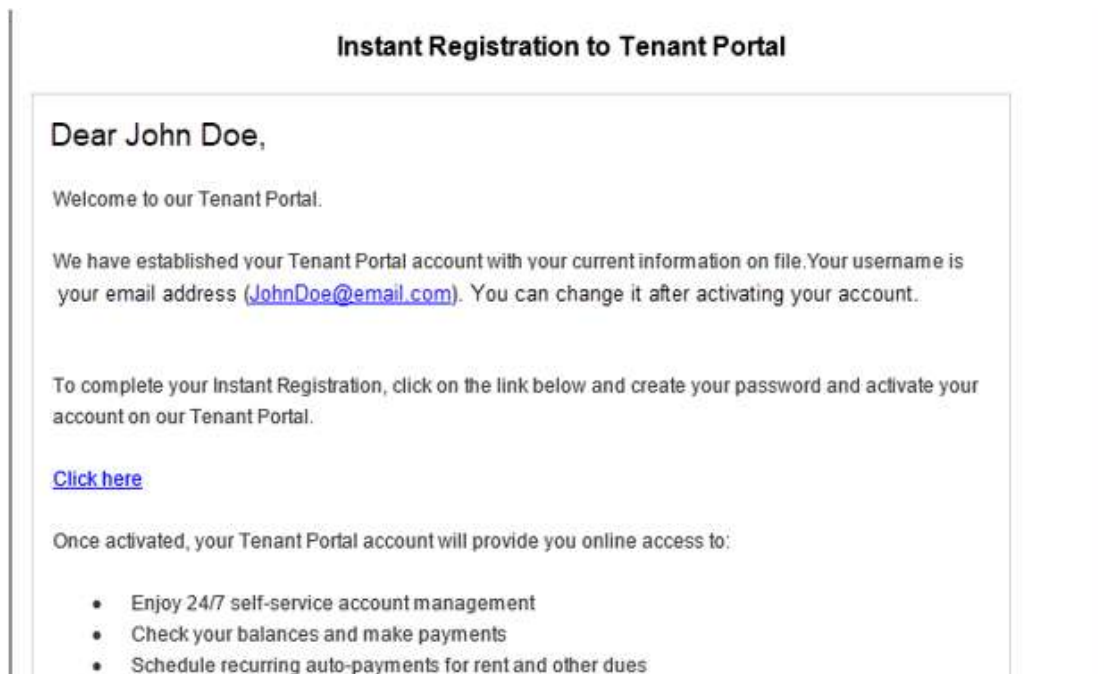 Instant Registration to Tenant Portal
Dear John Doe,
Welcome to our Tenant Portal.
We have established your Tenant Portal account with your current information on file.Your username is
your email address (JohnDoe@email.com). You can change it after activating your account.
To complete your Instant Registration, click on the link below and create your password and activate your
account on our Tenant Portal.
Click here
Once activated, your Tenant Portal account will provide you online access to:
• Enjoy 24/7 self-service account management
• Check your balances and make payments
• Schedule recurring auto-payments for rent and other dues